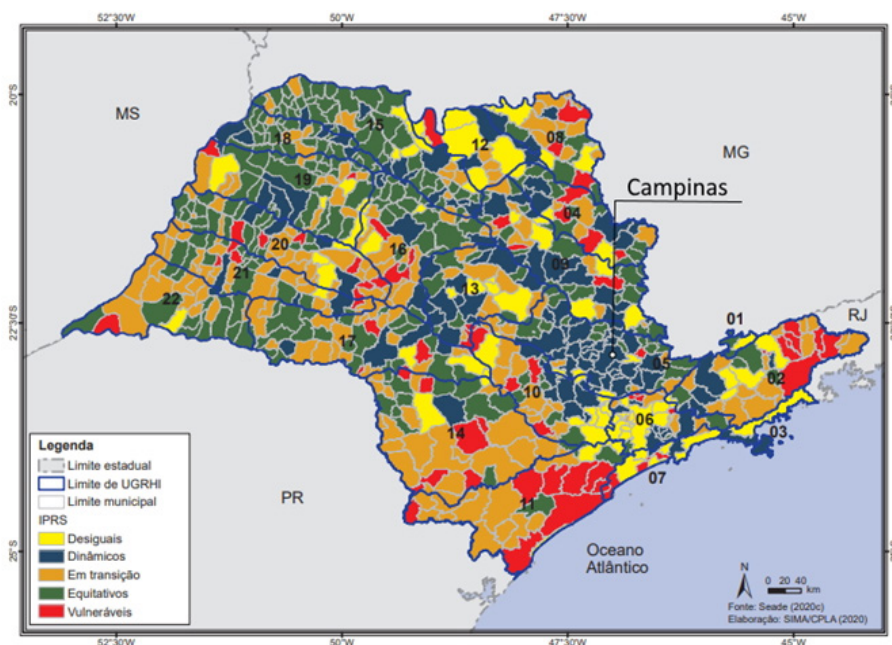 52°30'W 50°W 47°30'W 45°W
20°S
MS
MG
Campinas
15
18
12
08
19
04
20
16
09
21
13
22
01
RJ
17
05
02
10
06
03
14
07
11
PR
22°30'S
25°S
Oceano
Atlântico
Legenda
Limite estadual
Limite de UGRHI
Limite municipal
IPRS
Desiguais
Dinâmicos
Em transição
Equitativos
Vulneráveis
N
0 20 40
km
Fonte: Seade (2020c)
Elaboração: SIMA/CPLA (2020)
52°30'W 50°W 47°30'W 45°W